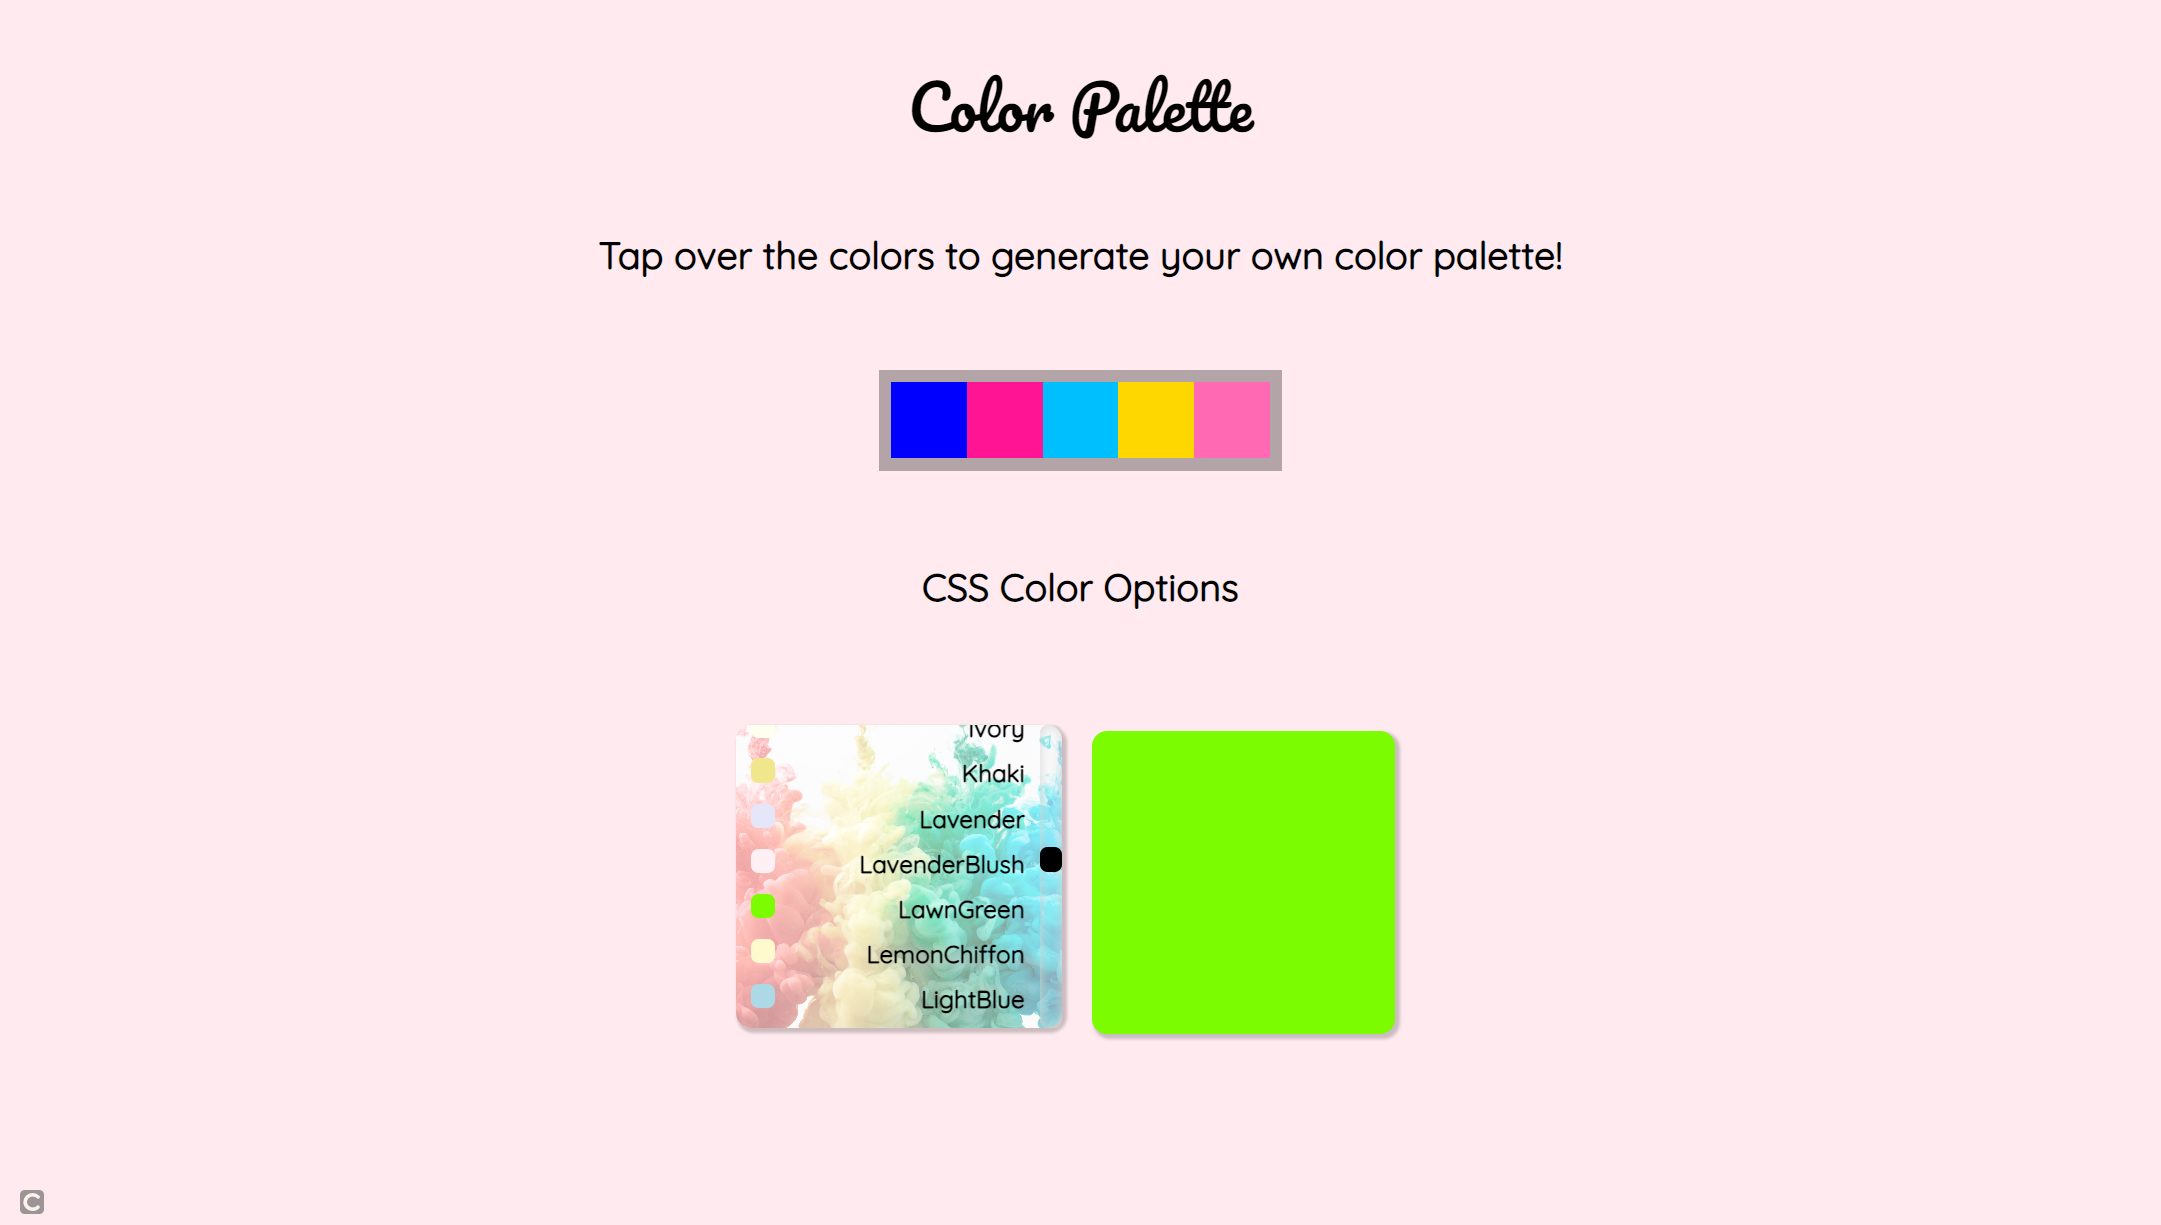 Color Palette
Tap over the colors to generate your own color palette!
CSS Color Options
Ivory
Khaki
Lavender
LavenderBlush
LawnGreen
LemonChiffon
LightBlue
C